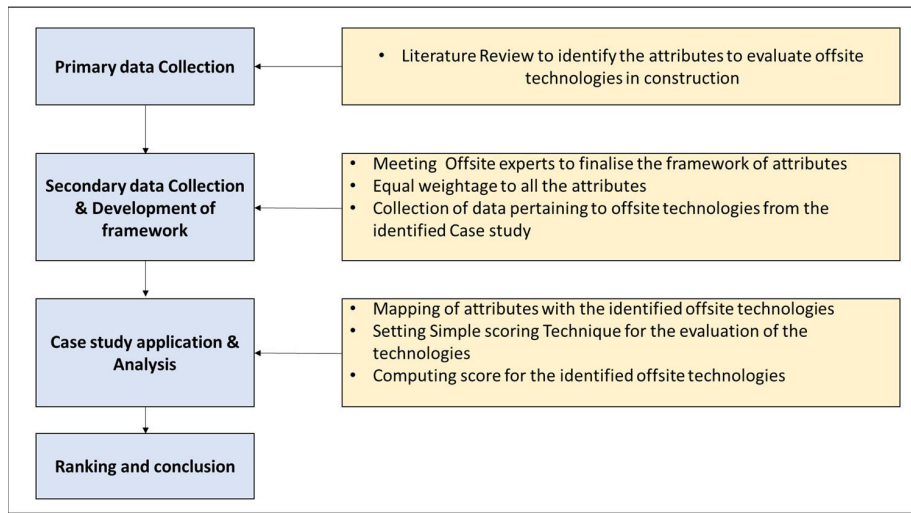 Primary data Collection
• Literature Review to identify the attributes to evaluate offsite
technologies in construction
Secondary data Collection
& Development of
framework
• Meeting Offsite experts to finalise the framework of attributes
• Equal weightage to all the attributes
• Collection of data pertaining to offsite technologies from the
identified Case study
Case study application &
Analysis
• Mapping of attributes with the identified offsite technologies
• Setting Simple scoring Technique for the evaluation of the
technologies
• Computing score for the identified offsite technologies
Ranking and conclusion